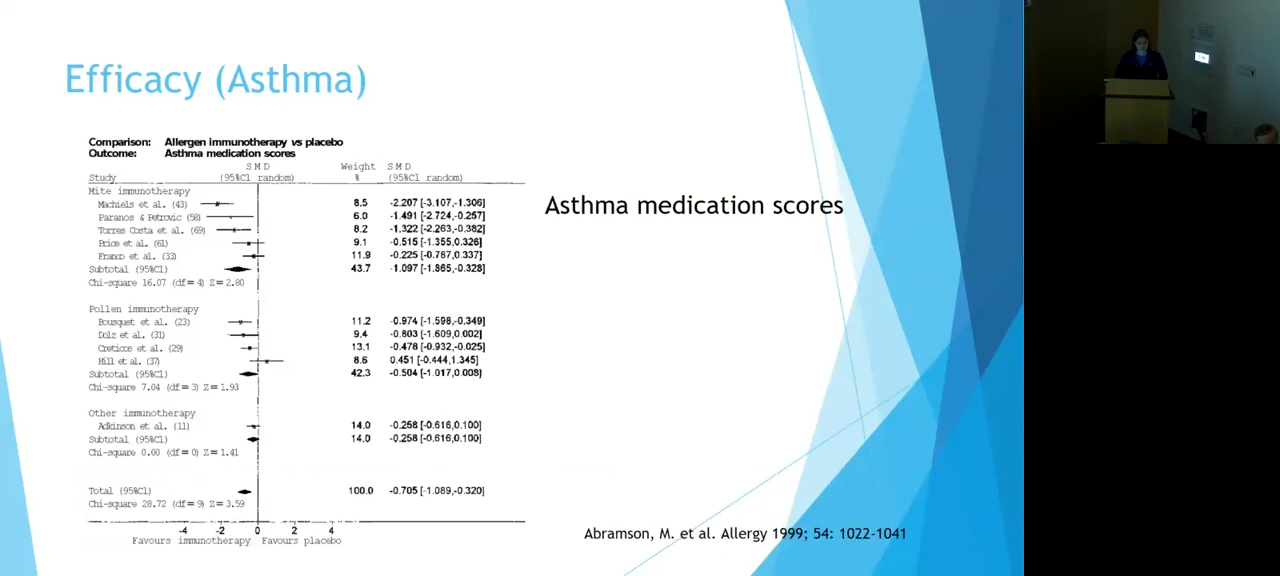 Efficacy (Asthma)
Comparison: Allergen immunotherapy vs placebo
Outcome: Asthma medication scores
SMD Weight SMD
Study (95%CI random) % (95%CI random)
Mite immunotherapy
Machiels et al. (43) 8.5 -2.207 [-3.107,-1.306]
Paranos & Petrovic (58) 6.0 -1.491 [-2.724,-0.257]
Torres Costa et al. (69) 8.2 -1.322 [-2.263,-0.382]
Price et al. (61) 9.1 -0.515 [-1.355,0.326]
Franco et al. (33) 11.9 -0.225 [-0.787,0.337]
Subtotal (95%CI) 43.7 -1.097 [-1.865,-0.328]
Chi-square 16.07 (df = 4) Z = 2.80
Pollen immunotherapy
Bousquet et al. (23) 11.2 -0.974 [-1.598,-0.349]
Dolz et al. (31) 9.4 -0.803 [-1.609,0.002]
Creticos et al. (29) 13.1 -0.478 [-0.932,-0.025]
Hill et al. (37) 8.6 0.451 [-0.444,1.345]
Subtotal (95%CI) 42.3 -0.504 [-1.017,0.008]
Chi-square 7.04 (df = 3) Z = 1.93
Other immunotherapy
Adkinson et al. (11) 14.0 -0.258 [-0.616,0.100]
Subtotal (95%CI) 14.0 -0.258 [-0.616,0.100]
Chi-square 0.00 (df = 0) Z = 1.41
Total (95%CI) 100.0 -0.705 [-1.089,-0.320]
Chi-square 28.72 (df = 9) Z = 3.59
-4 -2 0 2 4
Favours immunotherapy Favours placebo
Asthma medication scores
Abramson, M. et al. Allergy 1999; 54: 1022-1041